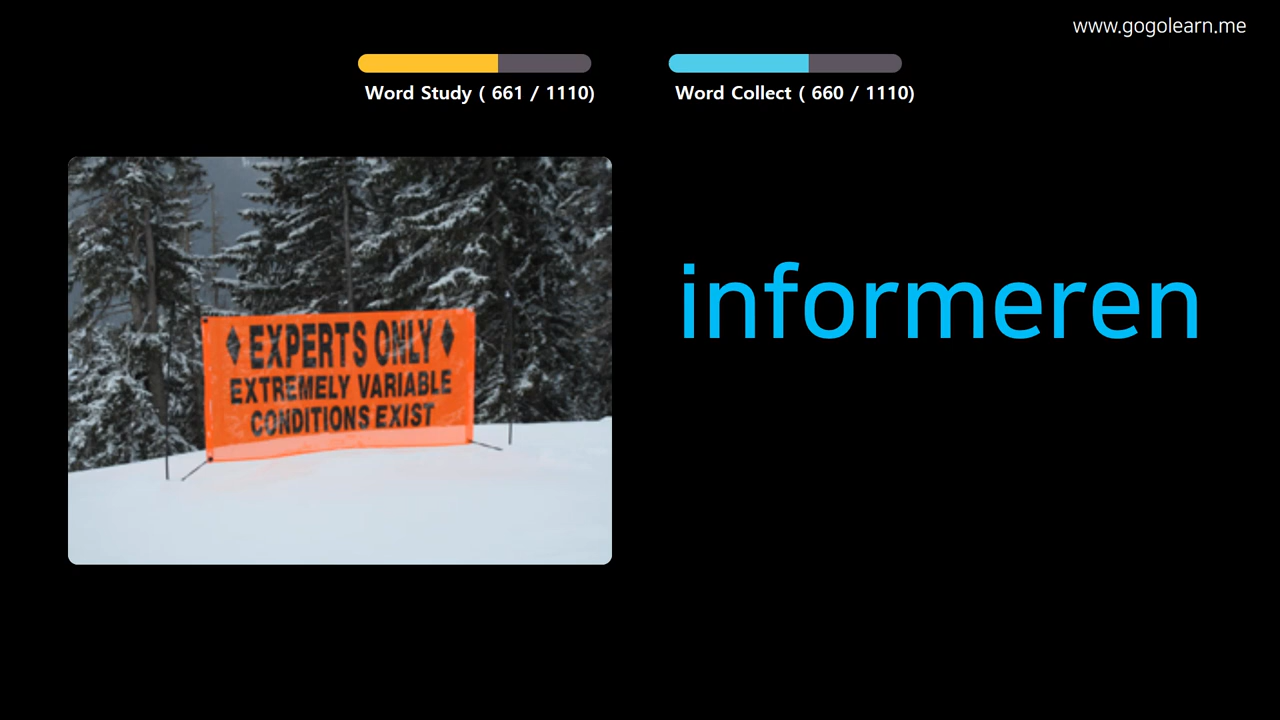 www.gogolearn.me
Word Study ( 661 / 1110)
Word Collect ( 660 / 1110)
EXPERTS ONLY
EXTREMELY VARIABLE
CONDITIONS EXIST
informeren